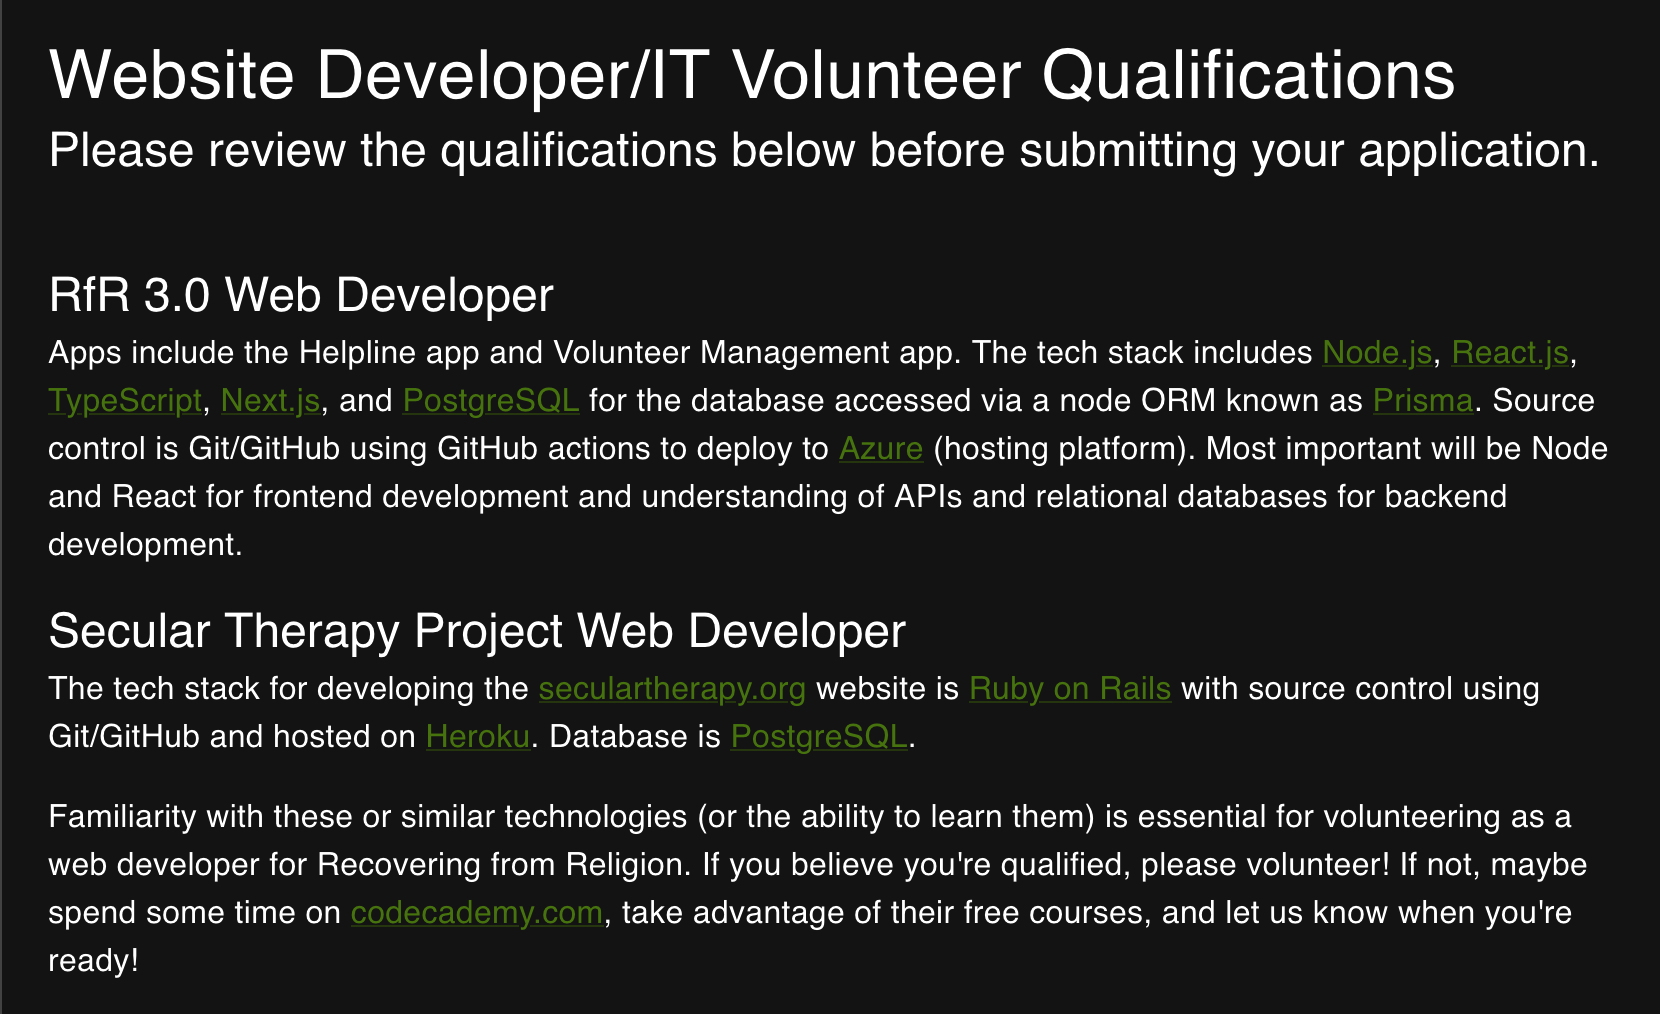 Website Developer/IT Volunteer Qualifications
Please review the qualifications below before submitting your application.
RfR 3.0 Web Developer
Apps include the Helpline app and Volunteer Management app. The tech stack includes Node.js, React.js,
TypeScript, Next.js, and PostgreSQL for the database accessed via a node ORM known as Prisma. Source
control is Git/GitHub using GitHub actions to deploy to Azure (hosting platform). Most important will be Node
and React for frontend development and understanding of APIs and relational databases for backend
development.
Secular Therapy Project Web Developer
The tech stack for developing the seculartherapy.org website is Ruby on Rails with source control using
Git/GitHub and hosted on Heroku. Database is PostgreSQL.
Familiarity with these or similar technologies (or the ability to learn them) is essential for volunteering as a
web developer for Recovering from Religion. If you believe you're qualified, please volunteer! If not, maybe
spend some time on codecademy.com, take advantage of their free courses, and let us know when you're
ready!